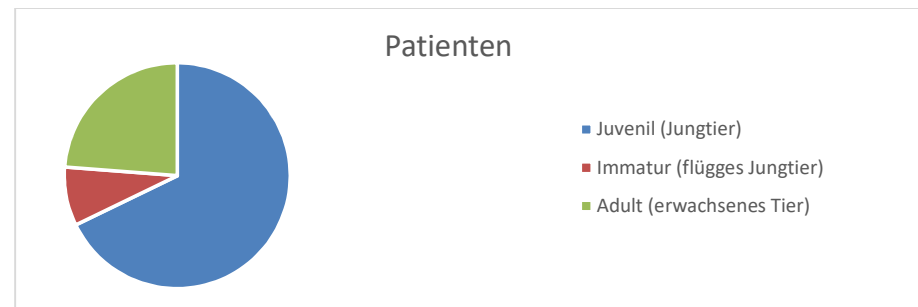 Patienten
Juvenil (Jungtier)
Immatur (flügges Jungtier)
Adult (erwachsenes Tier)